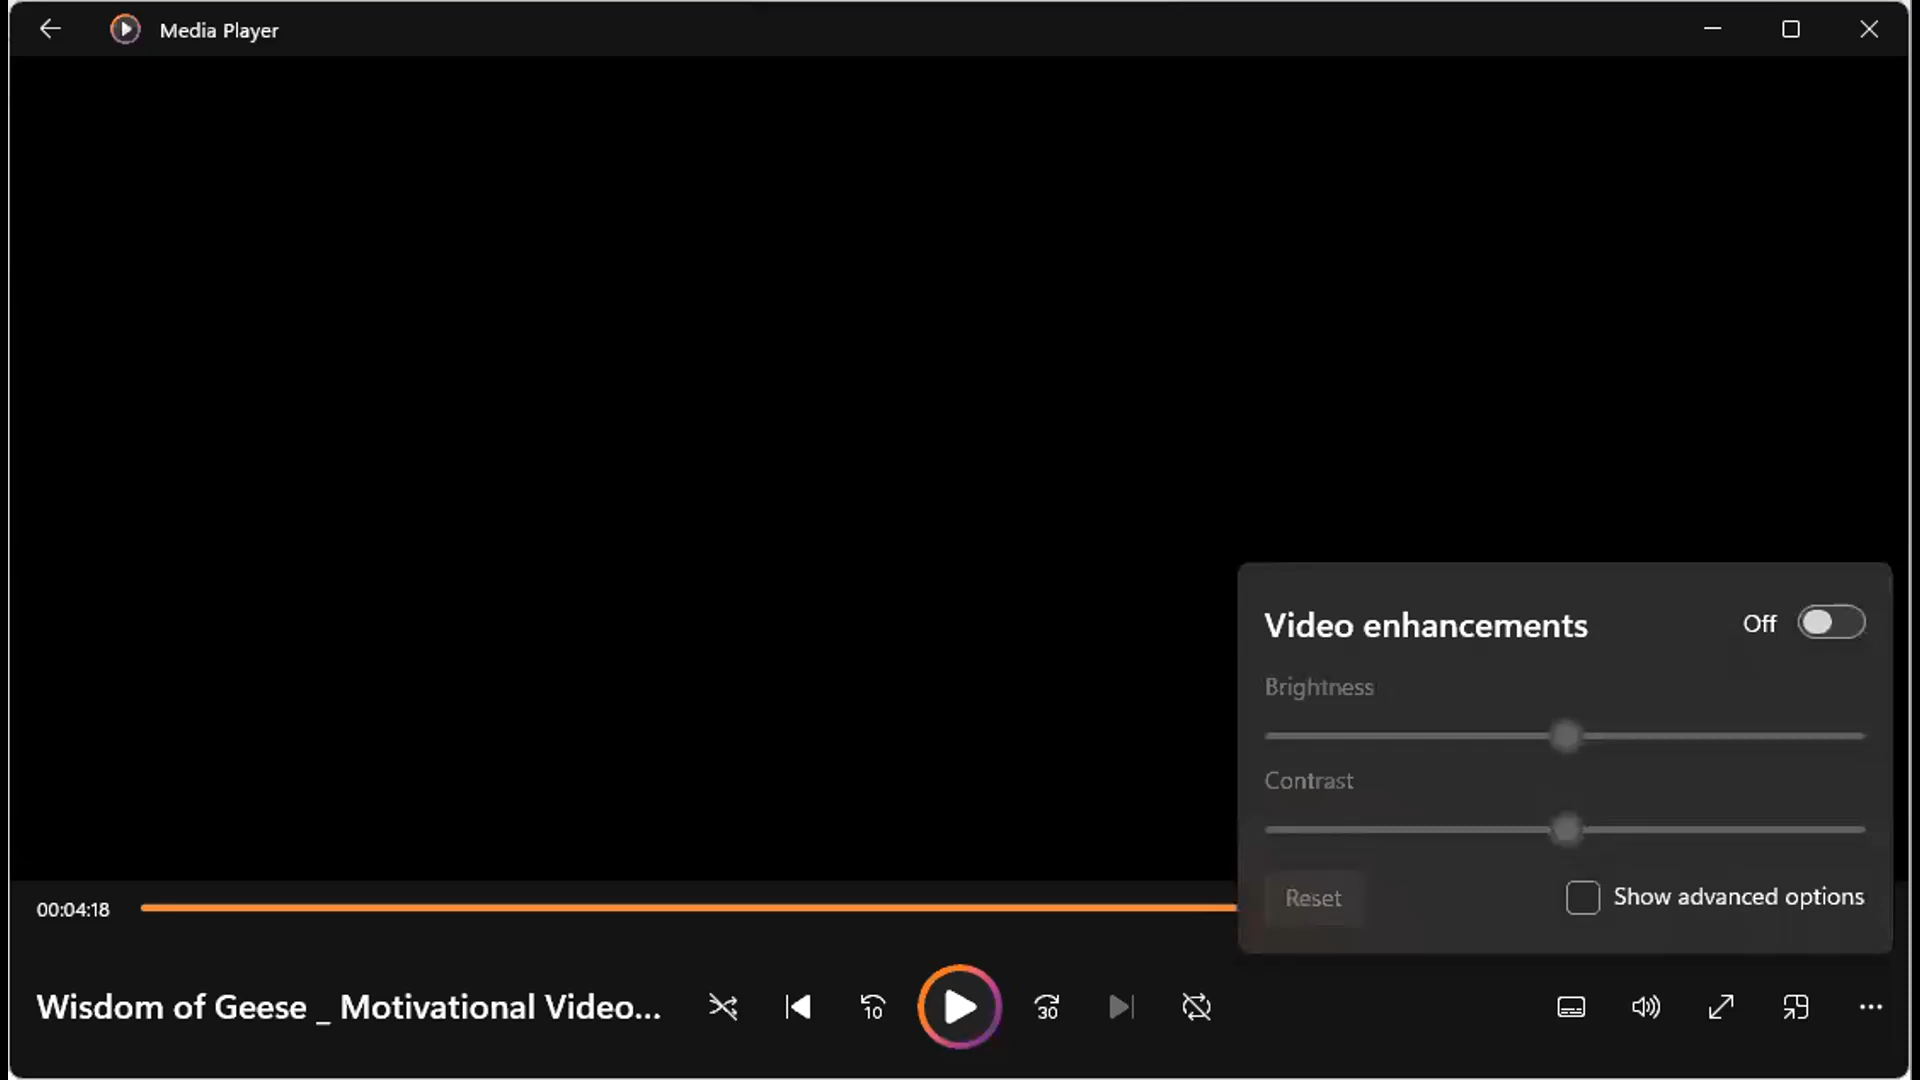 Media Player
Video enhancements
Off
Brightness
Contrast
Reset
Show advanced options
00:04:18
Wisdom of Geese _ Motivational Video...
10
30